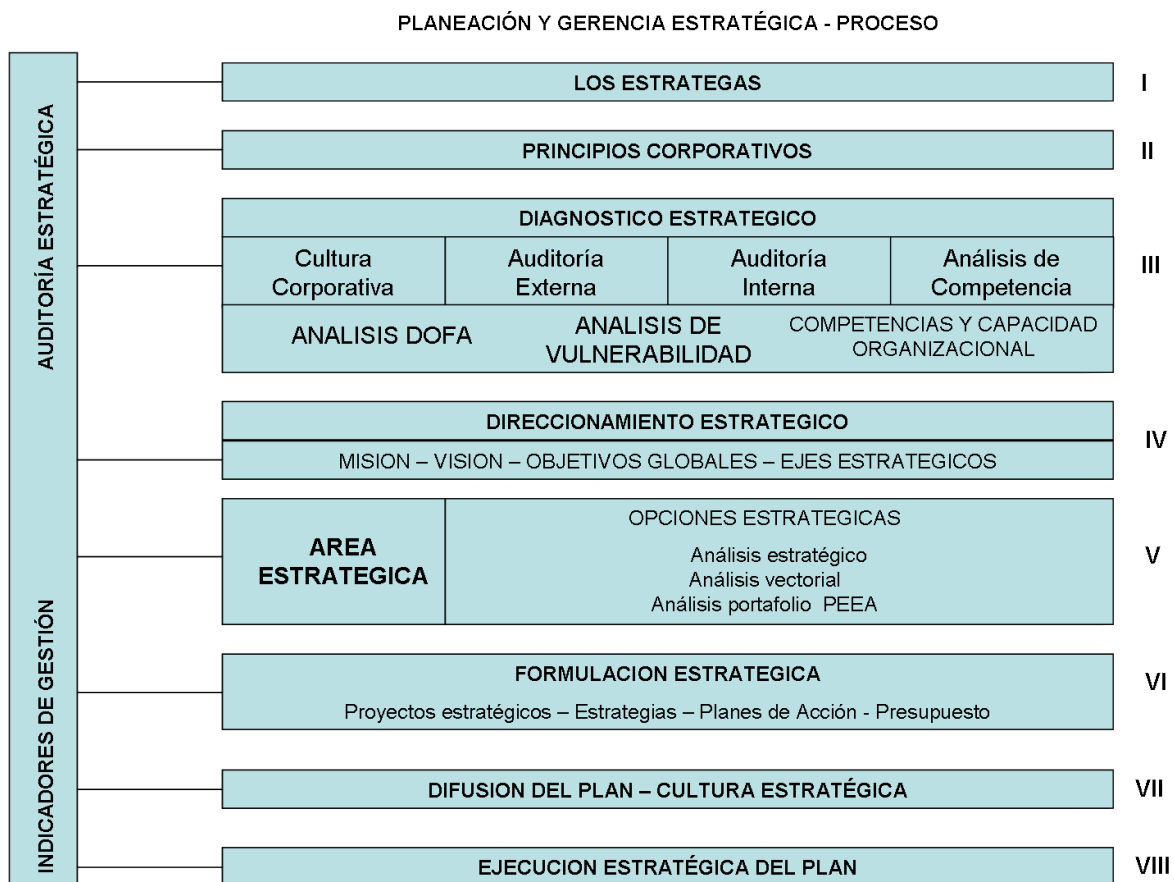 PLANEACIÓN Y GERENCIA ESTRATÉGICA - PROCESO
AUDITORÍA ESTRATÉGICA
INDICADORES DE GESTIÓN
LOS ESTRATEGAS
I
PRINCIPIOS CORPORATIVOS
II
DIAGNOSTICO ESTRATEGICO
Cultura
Corporativa
Auditoría
Externa
Auditoría
Interna
Análisis de
Competencia
III
ANALISIS DOFA
ANALISIS DE
VULNERABILIDAD
COMPETENCIAS Y CAPACIDAD
ORGANIZACIONAL
DIRECCIONAMIENTO ESTRATEGICO
MISION – VISION – OBJETIVOS GLOBALES – EJES ESTRATEGICOS
IV
AREA
ESTRATEGICA
OPCIONES ESTRATEGICAS
Análisis estratégico
Análisis vectorial
Análisis portafolio PEEA
V
FORMULACION ESTRATEGICA
Proyectos estratégicos – Estrategias – Planes de Acción - Presupuesto
VI
DIFUSION DEL PLAN – CULTURA ESTRATÉGICA
VII
EJECUCION ESTRATÉGICA DEL PLAN
VIII